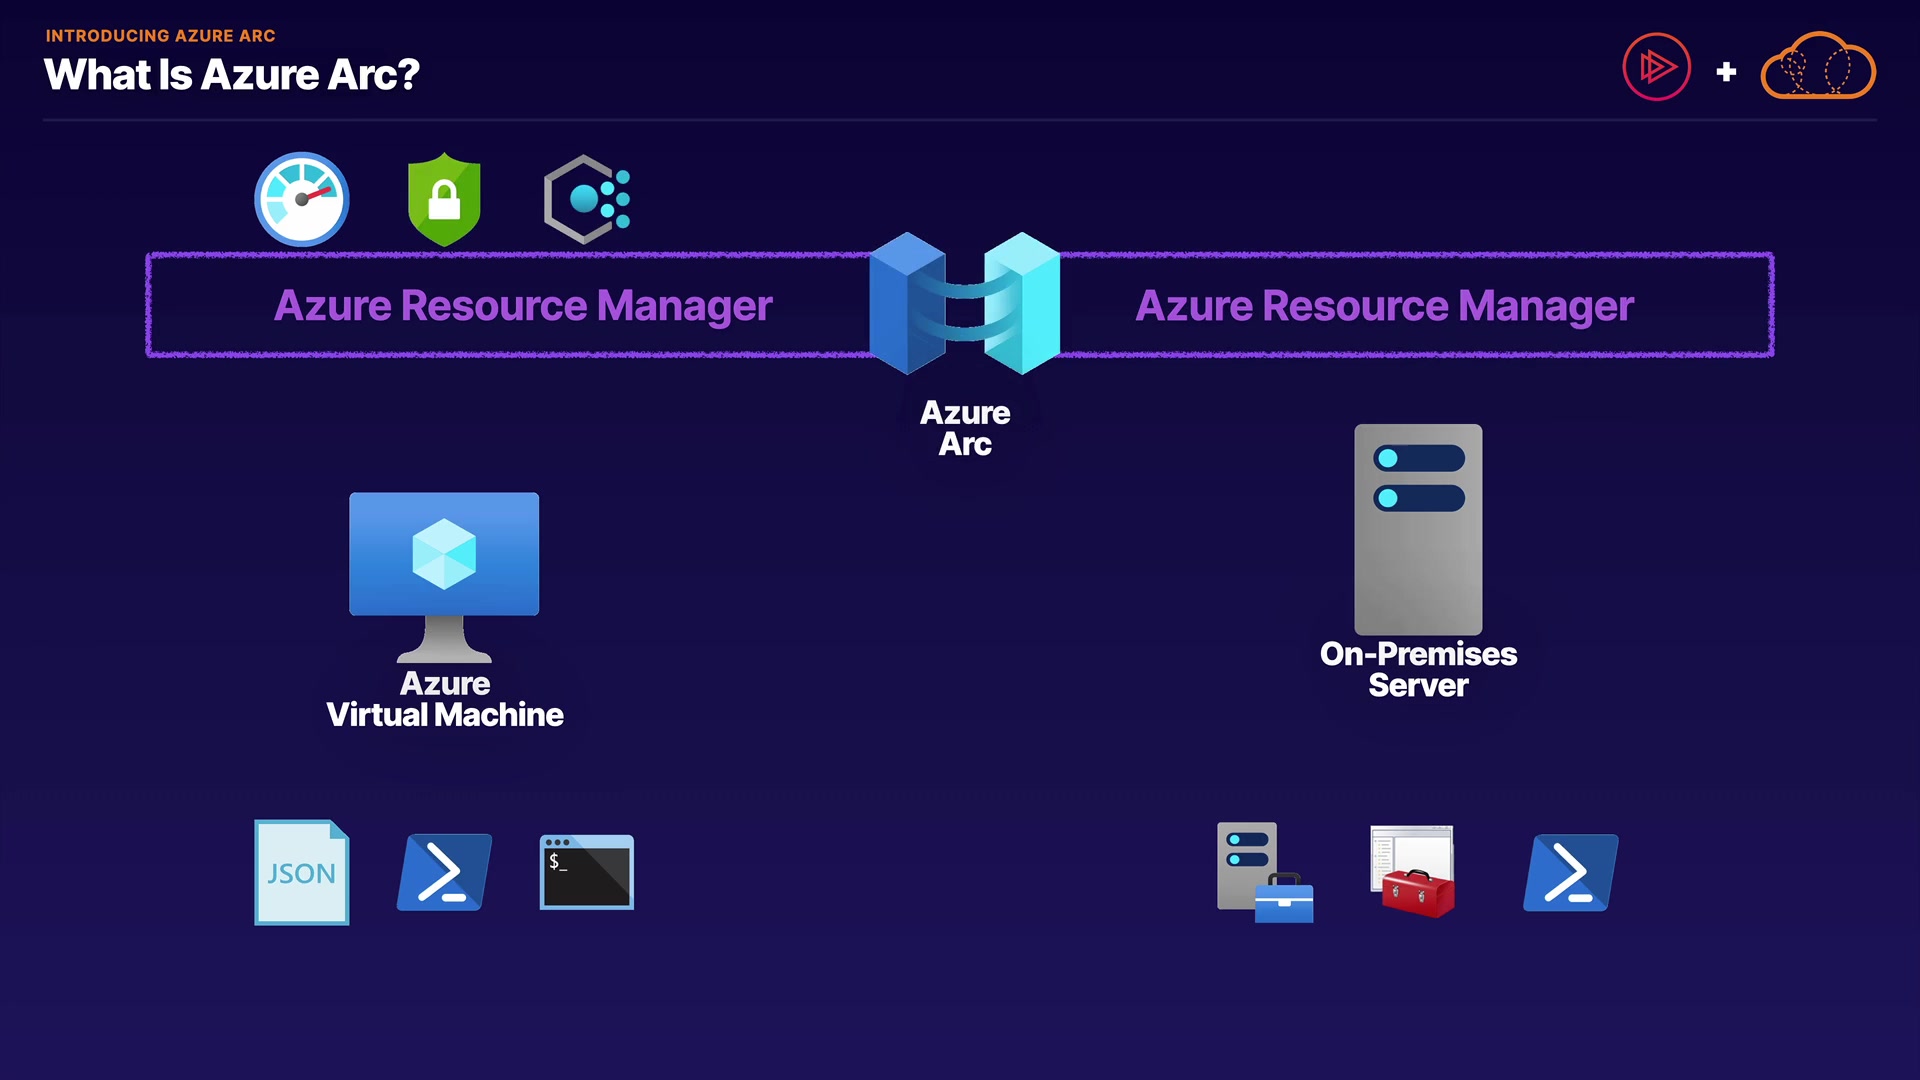 INTRODUCING AZURE ARC
What Is Azure Arc?
Azure Resource Manager
Azure Resource Manager
Azure
Arc
Azure
Virtual Machine
On-Premises
Server
JSON
$_